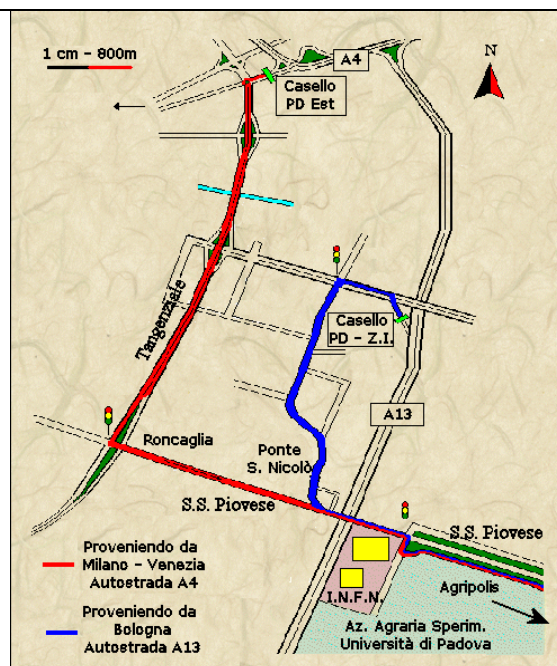 1 cm - 800m
A4
N
Casello
PD Est
Tangenziale
Casello
PD - Z.I.
A13
Roncaglia
Ponte
S. Nicolò
S.S. Piovese
S.S. Piovese
Proveniendo da
Milano - Venezia
Autostrada A4
I.N.F.N.
Agripolis
Proveniendo da
Bologna
Autostrada A13
Az. Agraria Sperim.
Università di Padova